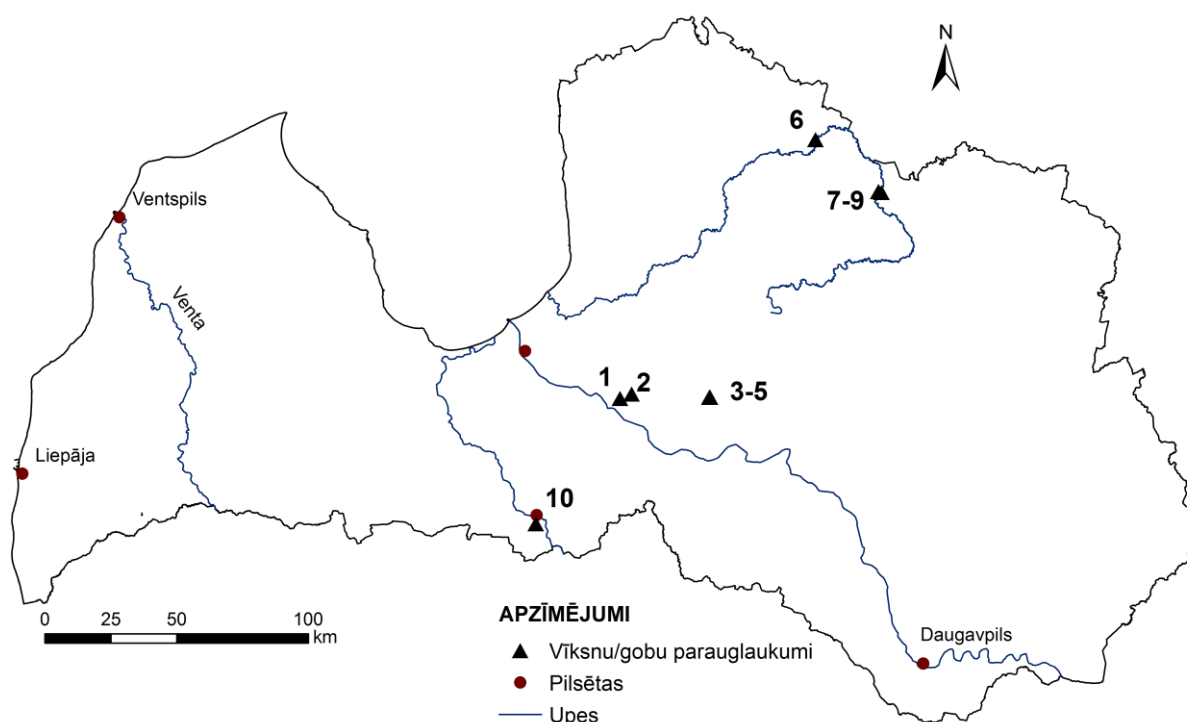 N
6
7-9
Ventspils
Venta
1
2
3-5
Liepāja
10
0 25 50 100
km
APZĪMĒJUMI
Vīksnu/gobu parauglaukumi
Pilsētas
Upes
Daugavpils